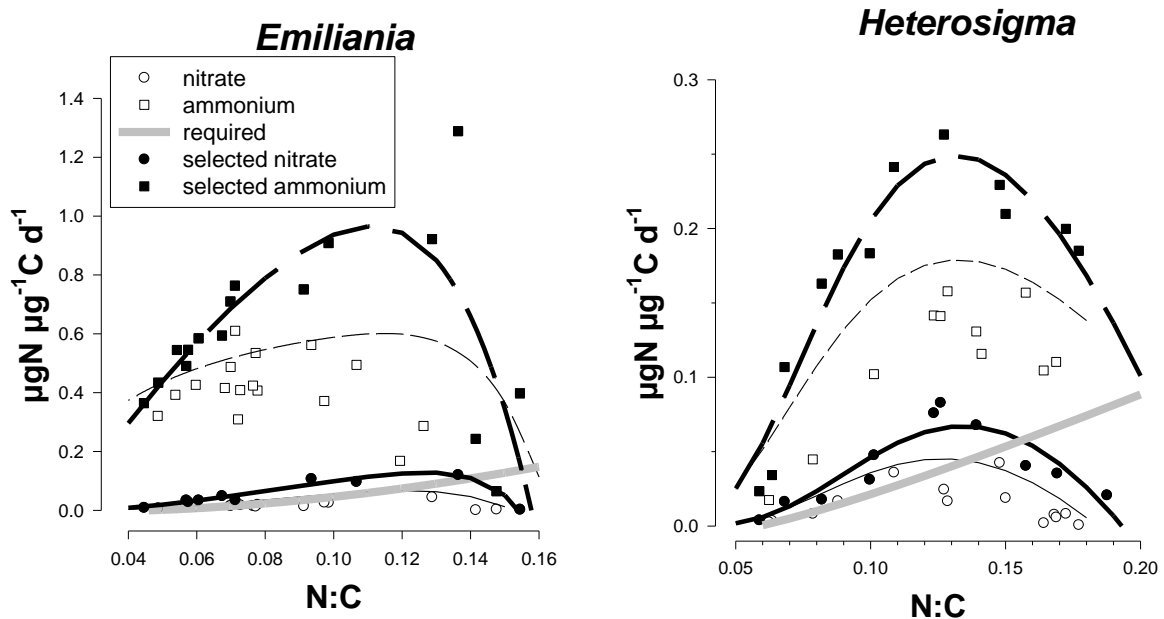 Emiliania
nitrate
ammonium
required
selected nitrate
selected ammonium
µgN µg⁻¹C d⁻¹
1.4
1.2
1.0
0.8
0.6
0.4
0.2
0.0
0.04 0.06 0.08 0.10 0.12 0.14 0.16
N:C
Heterosigma
µgN µg⁻¹C d⁻¹
0.3
0.2
0.1
0.0
0.05 0.10 0.15 0.20
N:C